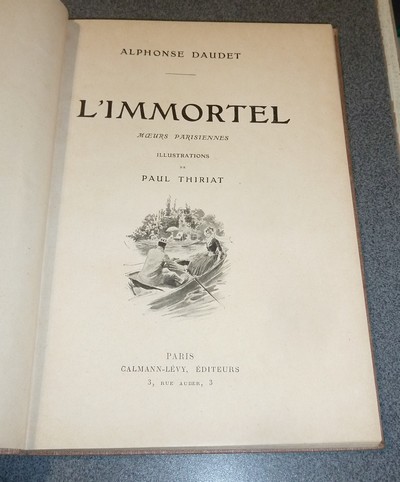 ALPHONSE DAUDET
L'IMMORTEL
MŒURS PARISIENNES
ILLUSTRATIONS
DE
PAUL THIRIAT
PARIS
CALMANN-LÉVY, ÉDITEURS
3, RUE AUBER, 3